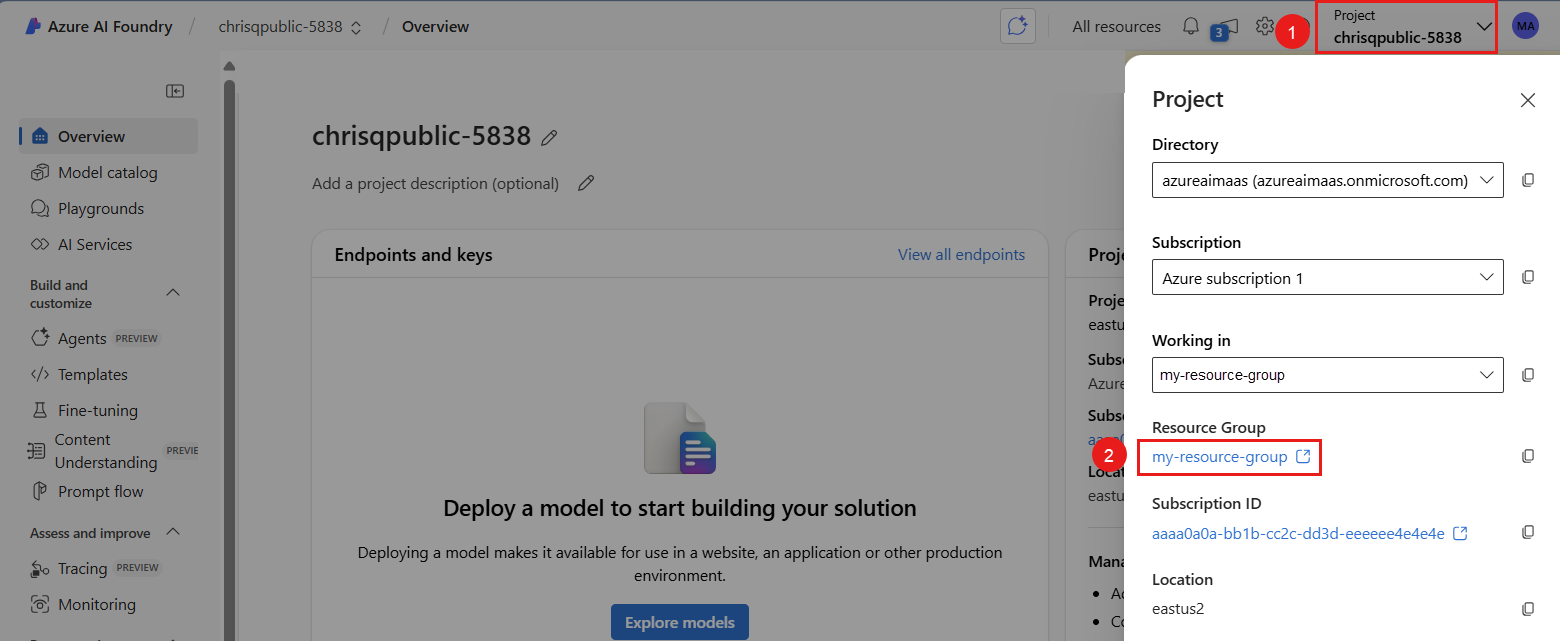 Azure AI Foundry / chrisqpublic-5838 / Overview
All resources
3
1
Project
chrisqpublic-5838
MA
Overview
Model catalog
Playgrounds
AI Services
Build and
customize
Agents PREVIEW
Templates
Fine-tuning
Content
Understanding PREVIE
Prompt flow
Assess and improve
Tracing PREVIEW
Monitoring
chrisqpublic-5838
Add a project description (optional)
Endpoints and keys
View all endpoints
Deploy a model to start building your solution
Deploying a model makes it available for use in a website, an application or other production
environment.
Explore models
Proje
Proje
eastu
Subs
Azure
Subs
aaaa0
Locat
eastu
Mana
Project
Directory
azureaimaas (azureaimaas.onmicrosoft.com)
Subscription
Azure subscription 1
Working in
my-resource-group
Resource Group
2
my-resource-group
Subscription ID
aaaa0a0a-bb1b-cc2c-dd3d-eeeeee4e4e4e
Location
eastus2